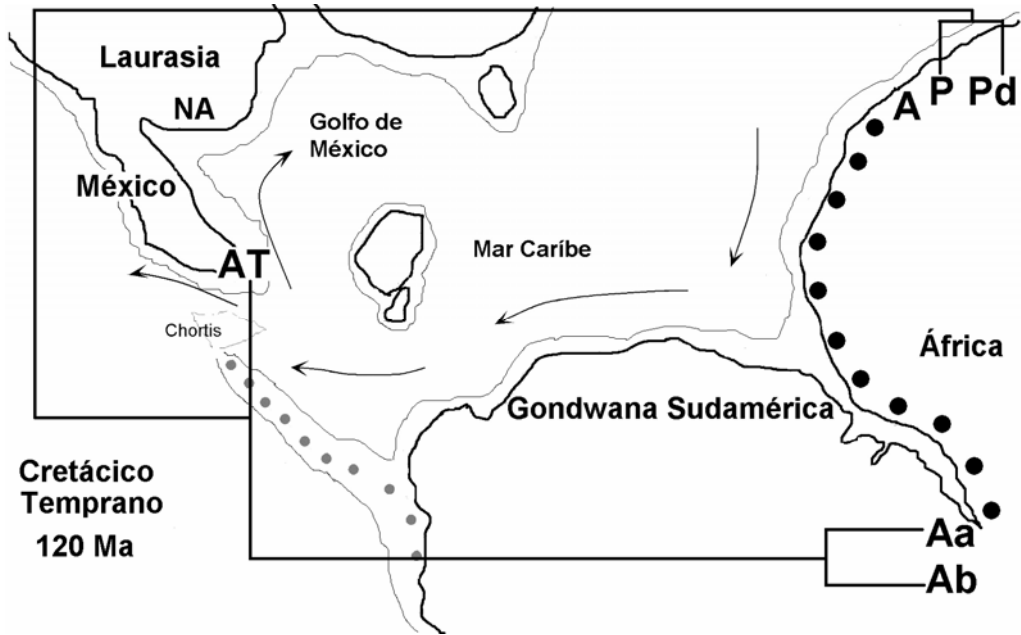 Laurasia
NA
Golfo de
México
P Pd
A
México
AT
Mar Caríbe
Chortis
África
Gondwana Sudamérica
Cretácico
Temprano
120 Ma
Aa
Ab